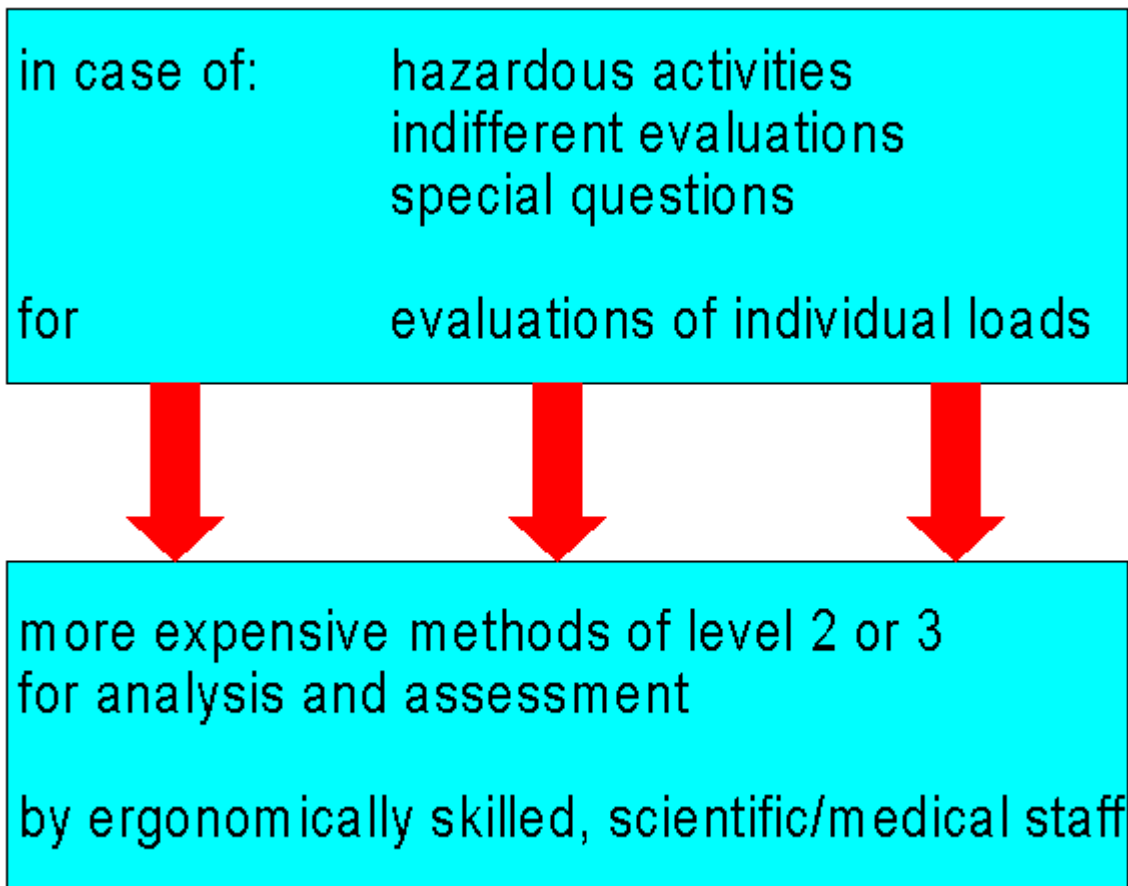 in case of: hazardous activities
indifferent evaluations
special questions
for evaluations of individual loads
more expensive methods of level 2 or 3
for analysis and assessment
by ergonomically skilled, scientific/medical staff